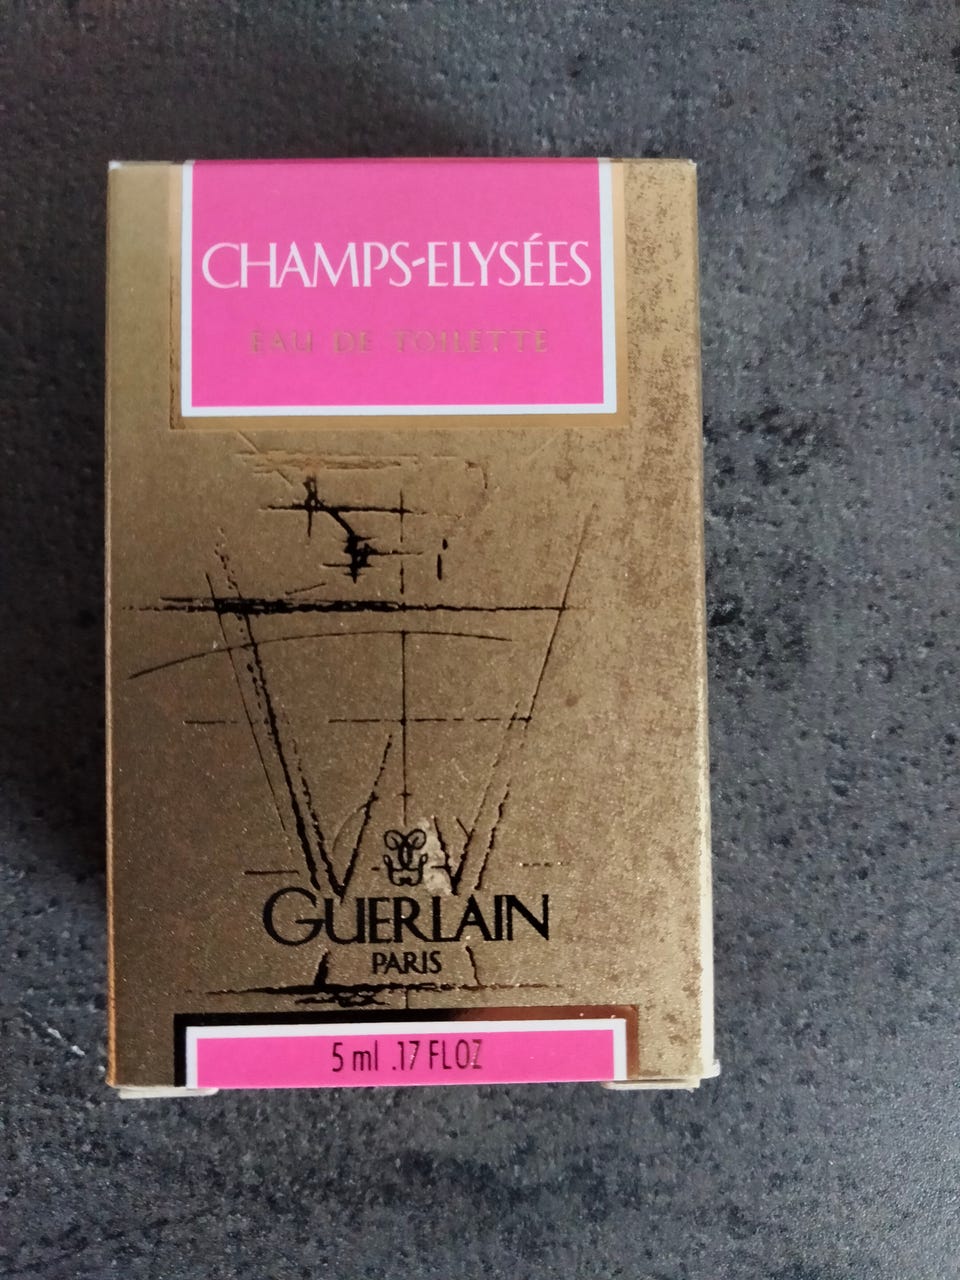 CHAMPS-ELYSÉES
EAU DE TOILETTE
GUERLAIN
PARIS
5 ml .17 FL OZ